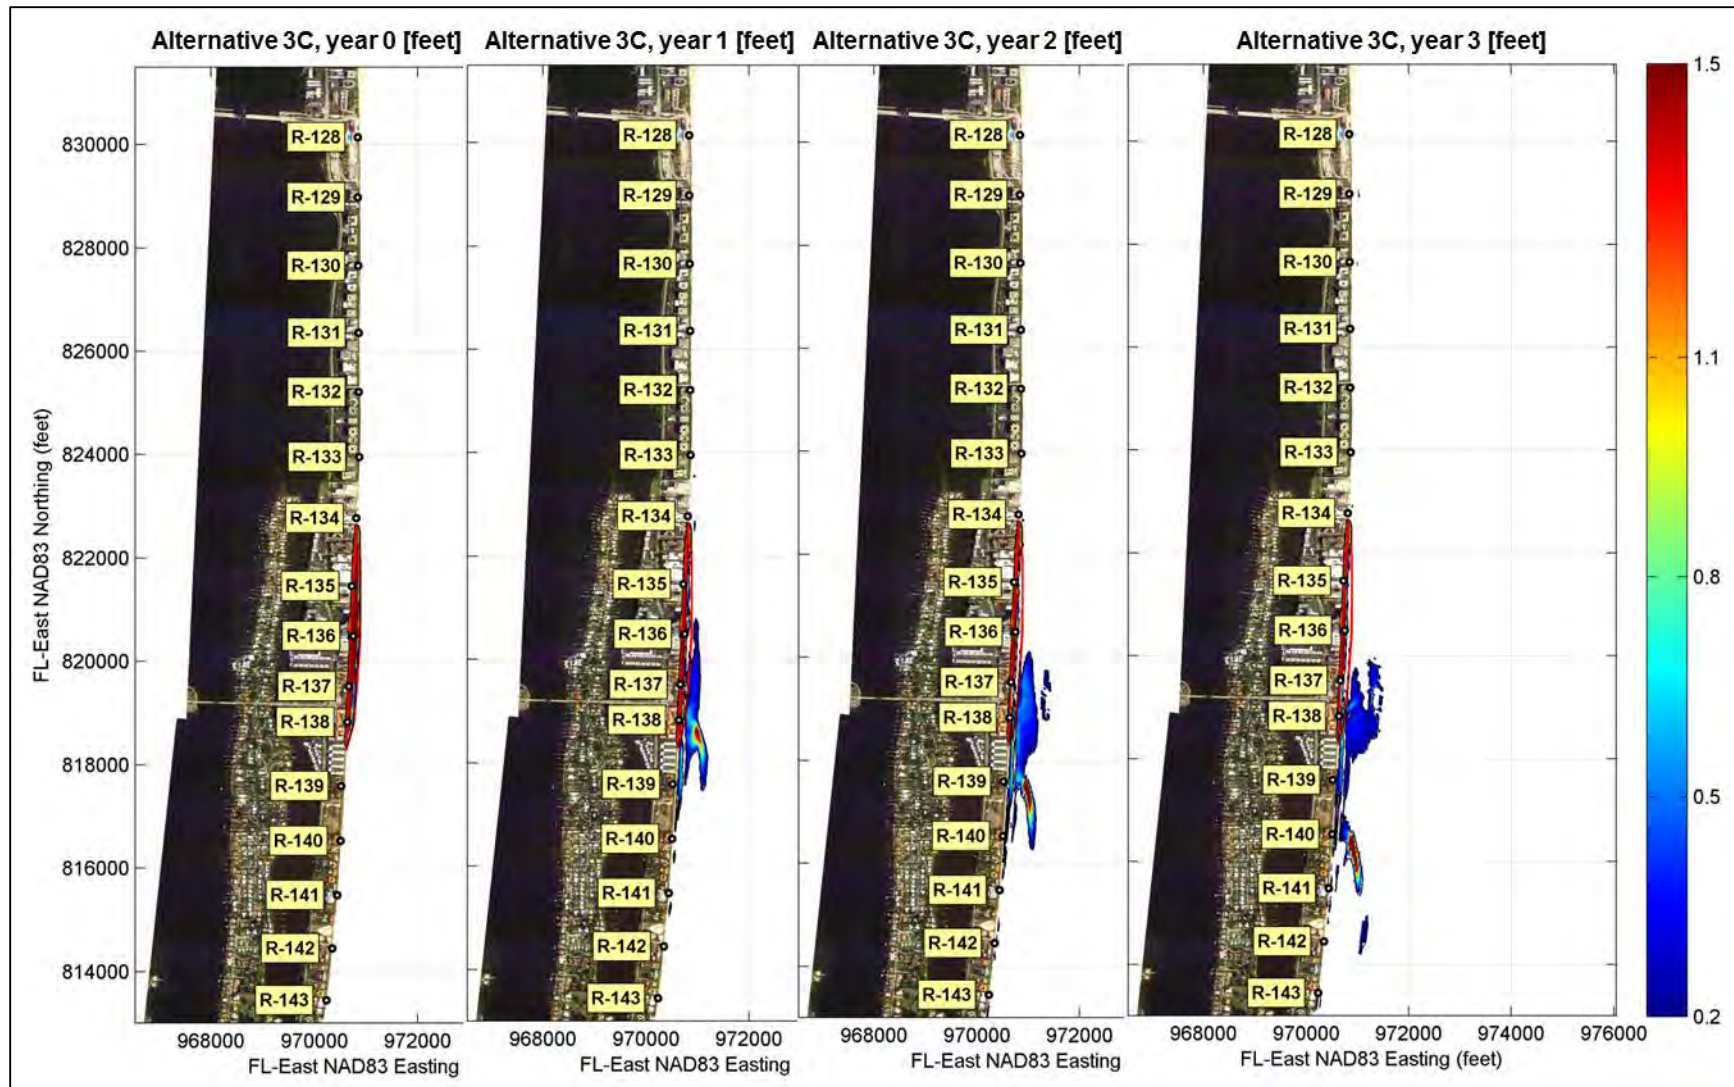 Alternative 3C, year 0 [feet]
Alternative 3C, year 1 [feet]
Alternative 3C, year 2 [feet]
Alternative 3C, year 3 [feet]
FL-East NAD83 Northing (feet)
830000
828000
826000
824000
822000
820000
818000
816000
814000
R-128
R-129
R-130
R-131
R-132
R-133
R-134
R-135
R-136
R-137
R-138
R-139
R-140
R-141
R-142
R-143
968000 970000 972000
FL-East NAD83 Easting
R-128
R-129
R-130
R-131
R-132
R-133
R-134
R-135
R-136
R-137
R-138
R-139
R-140
R-141
R-142
R-143
968000 970000 972000
FL-East NAD83 Easting
R-128
R-129
R-130
R-131
R-132
R-133
R-134
R-135
R-136
R-137
R-138
R-139
R-140
R-141
R-142
R-143
968000 970000 972000
FL-East NAD83 Easting
R-128
R-129
R-130
R-131
R-132
R-133
R-134
R-135
R-136
R-137
R-138
R-139
R-140
R-141
R-142
R-143
968000 970000 972000 974000 976000
FL-East NAD83 Easting (feet)
1.5
1.1
0.8
0.5
0.2